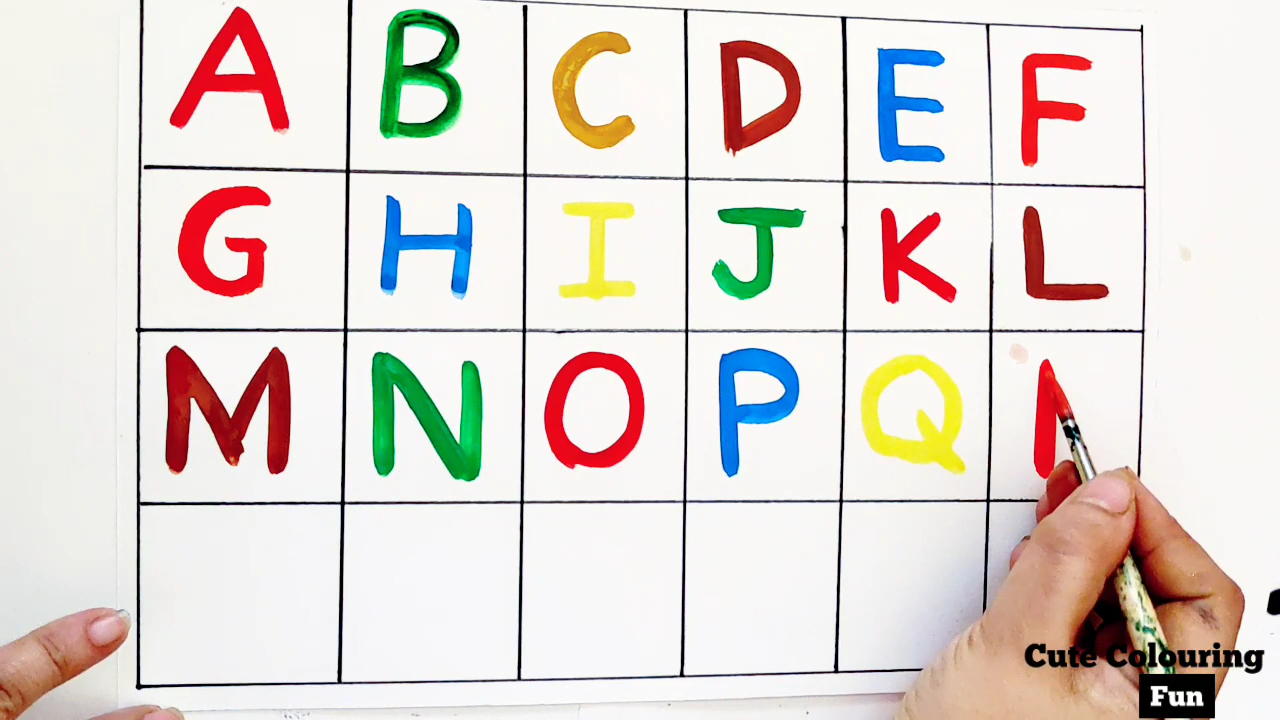 A B C D E F
G H I J K L
M N O P Q
Cute Colouring
Fun